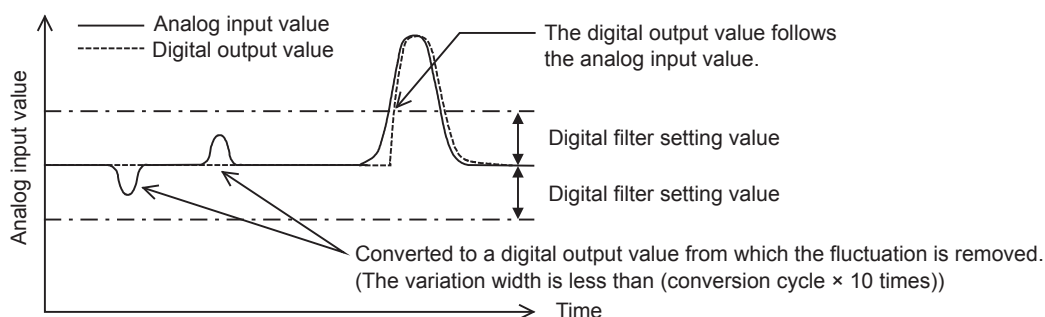 Analog input value
Digital output value
The digital output value follows
the analog input value.
Analog input value
Digital filter setting value
Digital filter setting value
Converted to a digital output value from which the fluctuation is removed.
(The variation width is less than (conversion cycle × 10 times))
Time